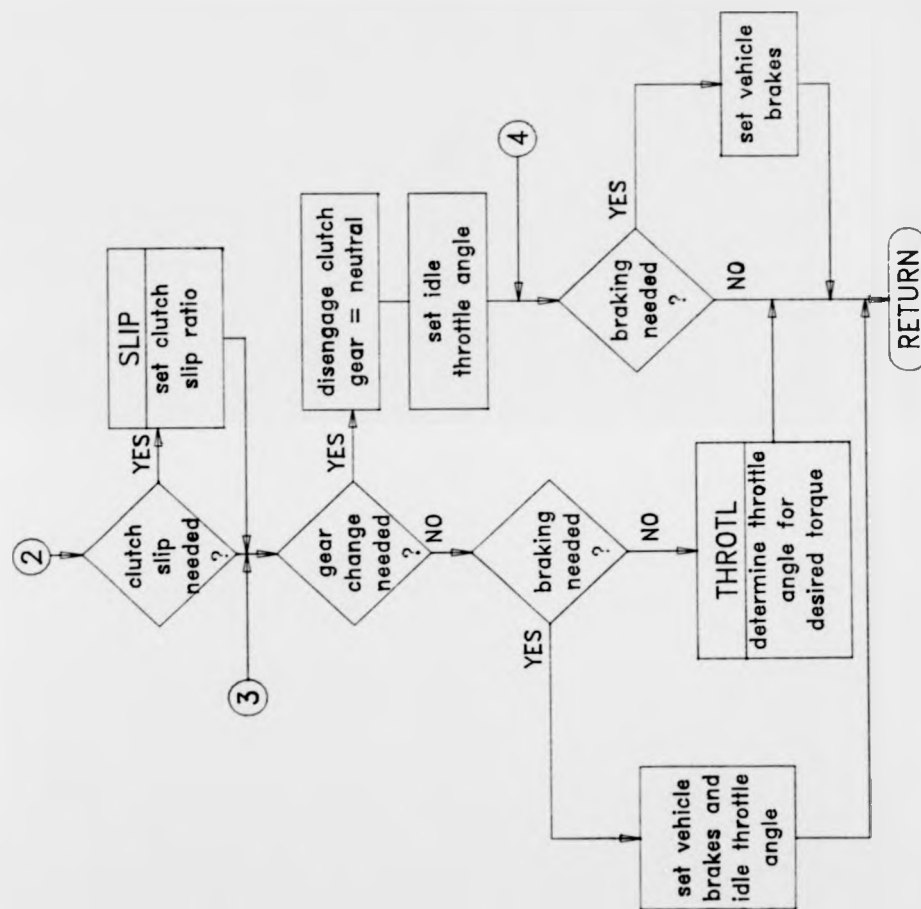 2
clutch
slip
needed
?
YES
SLIP
set clutch
slip ratio
3
gear
change
needed
?
YES
NO
disengage clutch
gear = neutral
set idle
throttle angle
4
braking
needed
?
YES
NO
set vehicle
brakes
braking
needed
?
YES
NO
THROTL
determine throttle
angle for
desired torque
set vehicle
brakes and
idle throttle
angle
RETURN